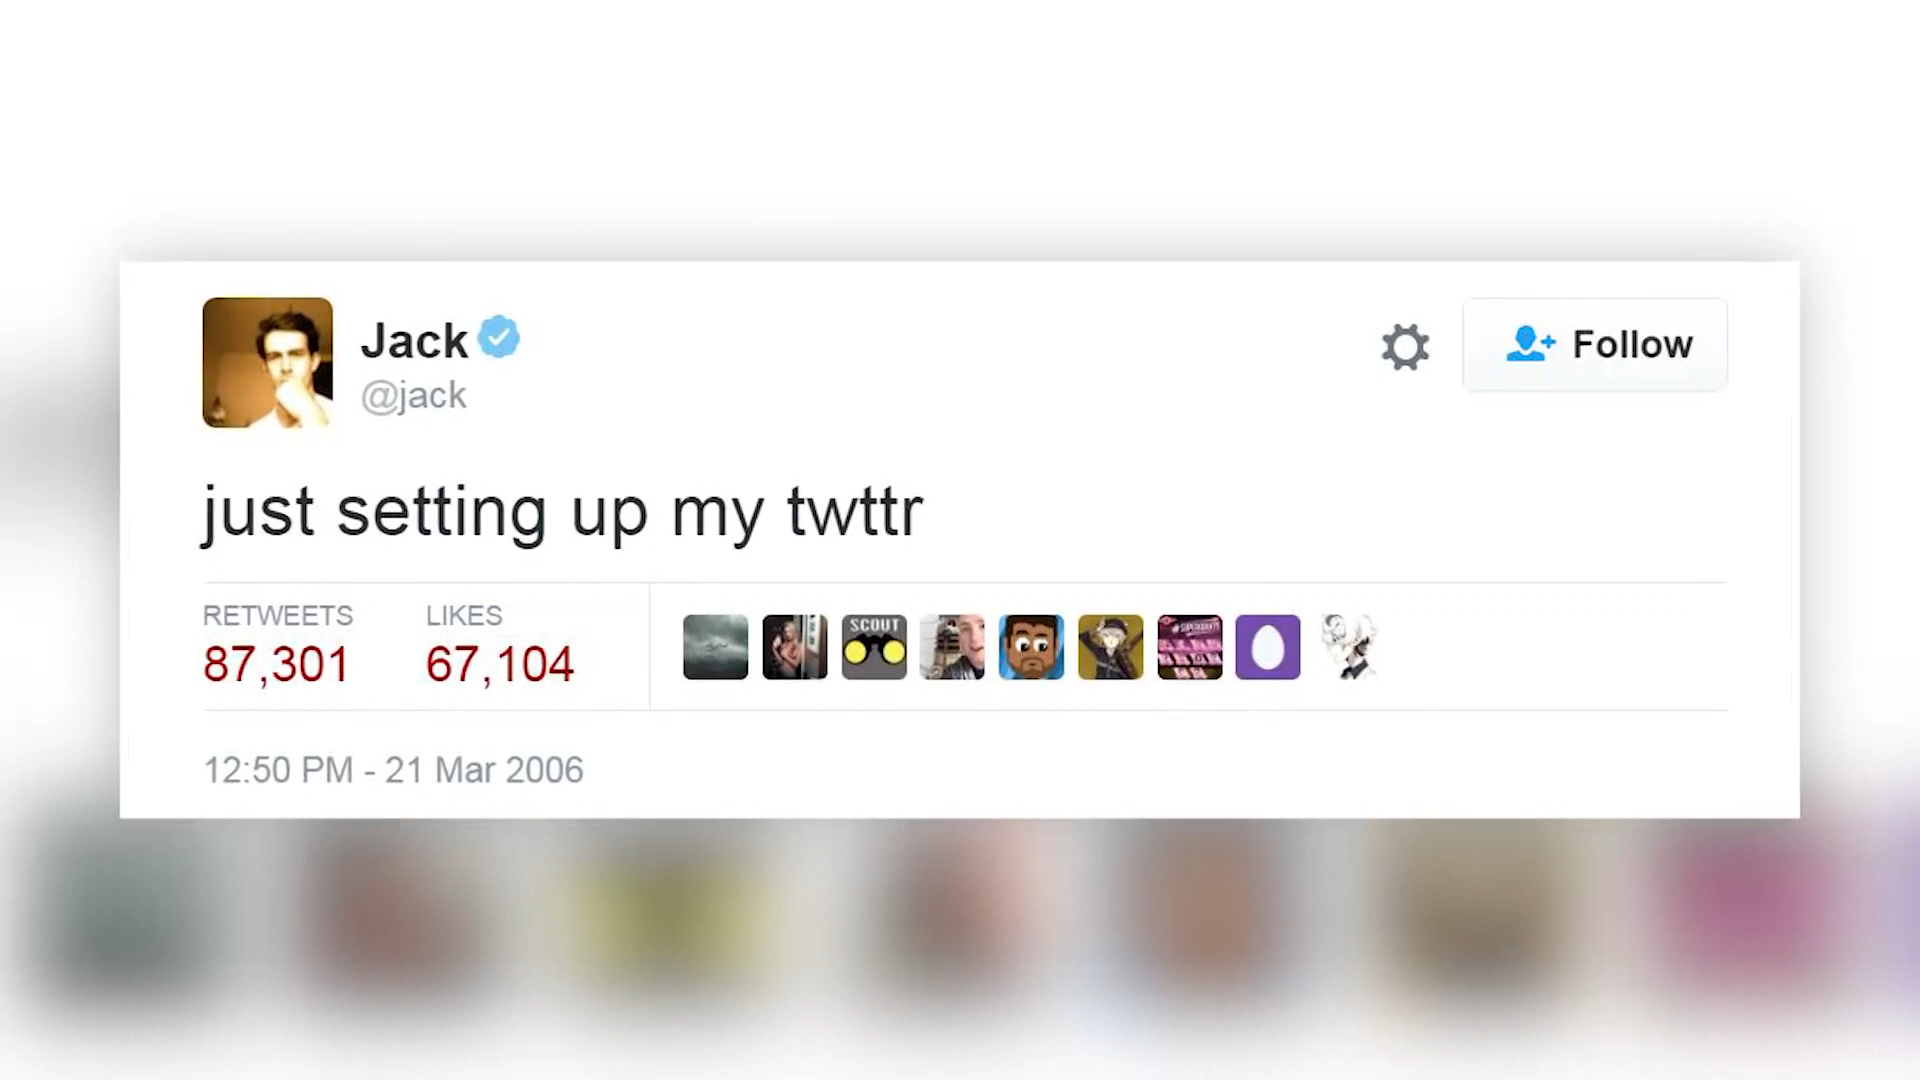 Jack
@jack
Follow
just setting up my twttr
RETWEETS LIKES
87,301 67,104
SCOUT
12:50 PM - 21 Mar 2006